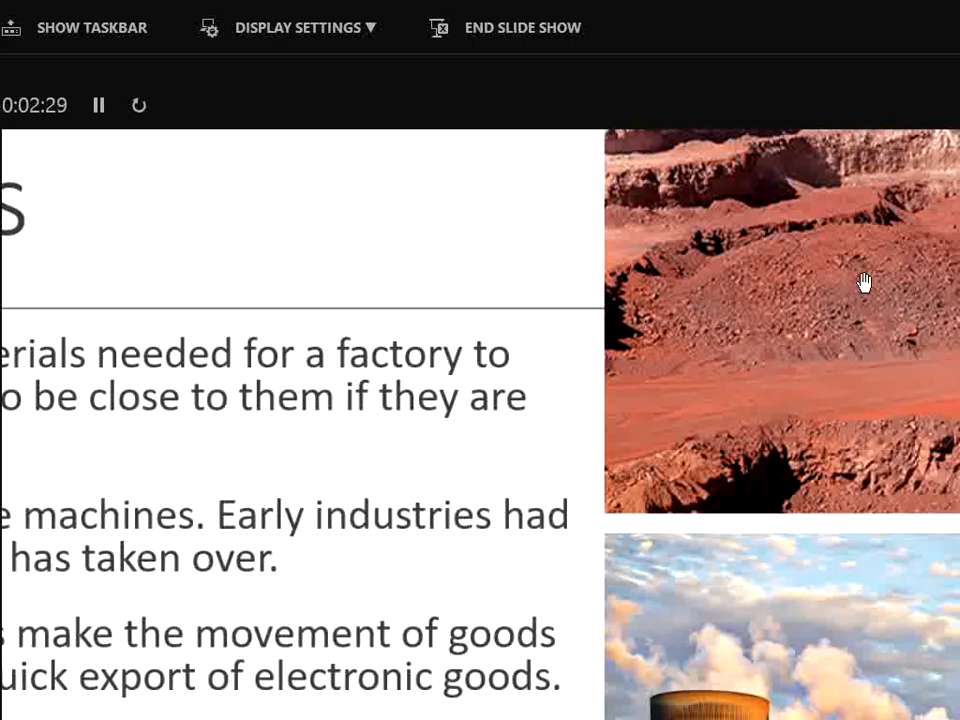 SHOW TASKBAR DISPLAY SETTINGS ▼ END SLIDE SHOW
0:02:29
S
erials needed for a factory to
o be close to them if they are
e machines. Early industries had
has taken over.
s make the movement of goods
uick export of electronic goods.